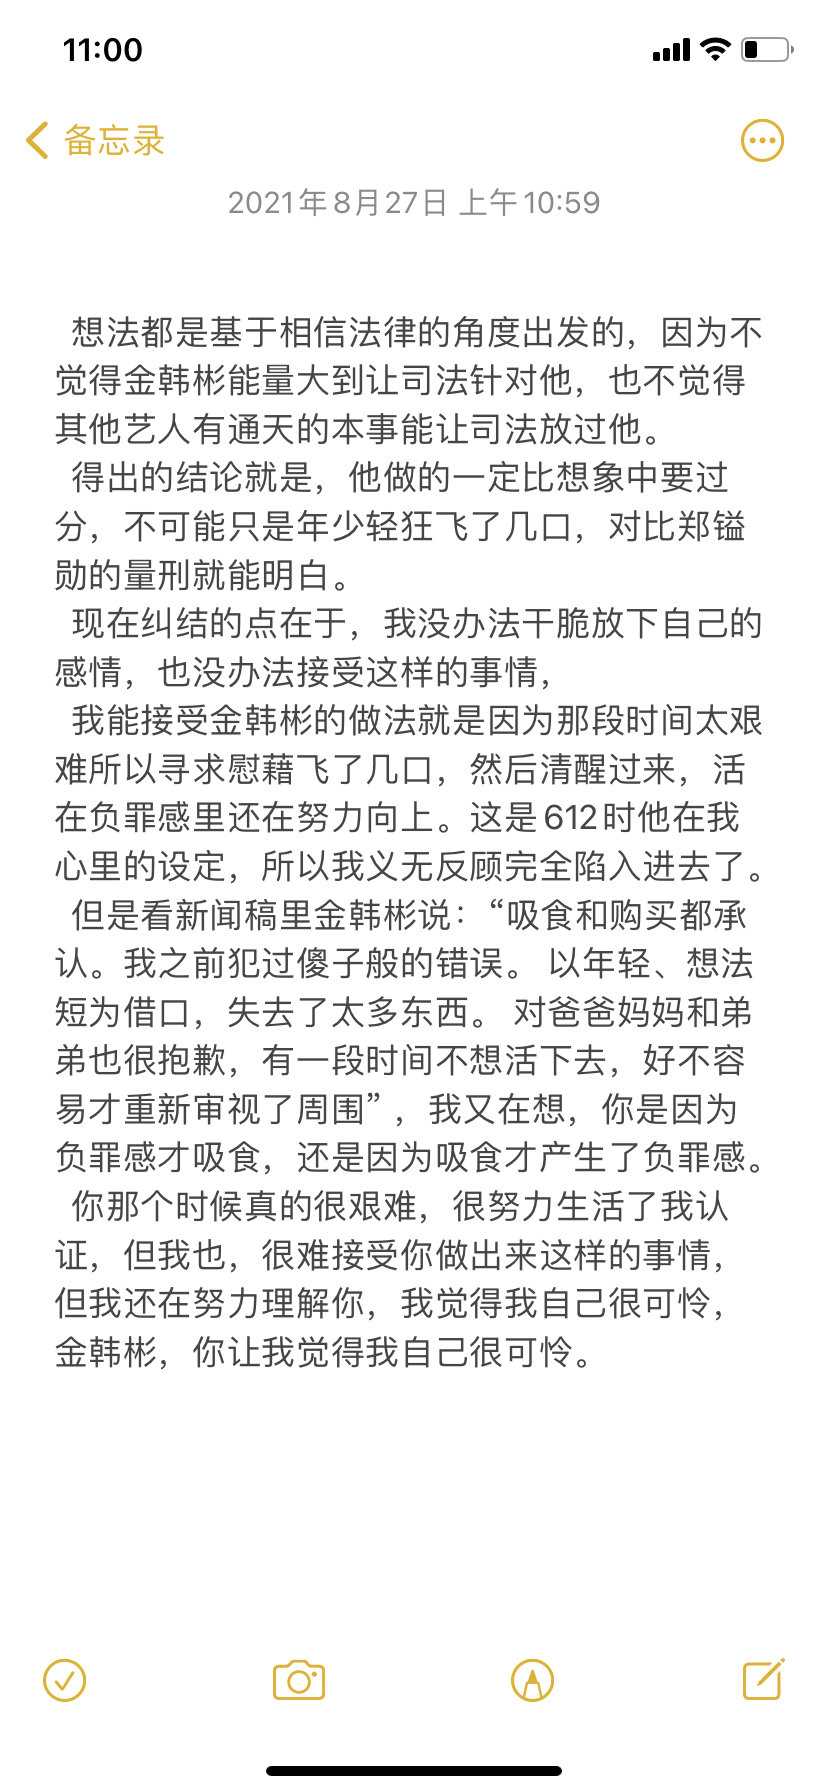 11:00
备忘录
2021年8月27日 上午10:59
想法都是基于相信法律的角度出发的，因为不
觉得金韩彬能量大到让司法针对他，也不觉得
其他艺人有通天的本事能让司法放过他。
得出的结论就是，他做的一定比想象中要过
分，不可能只是年少轻狂飞了几口，对比郑镒
勋的量刑就能明白。
现在纠结的点在于，我没办法干脆放下自己的
感情，也没办法接受这样的事情，
我能接受金韩彬的做法就是因为那段时间太艰
难所以寻求慰藉飞了几口，然后清醒过来，活
在负罪感里还在努力向上。这是612时他在我
心里的设定，所以我义无反顾完全陷入进去了。
但是看新闻稿里金韩彬说：“吸食和购买都承
认。我之前犯过傻子般的错误。 以年轻、想法
短为借口，失去了太多东西。 对爸爸妈妈和弟
弟也很抱歉，有一段时间不想活下去，好不容
易才重新审视了周围”，我又在想，你是因为
负罪感才吸食，还是因为吸食才产生了负罪感。
你那个时候真的很艰难，很努力生活了我认
证，但我也，很难接受你做出来这样的事情，
但我还在努力理解你，我觉得我自己很可怜，
金韩彬，你让我觉得我自己很可怜。